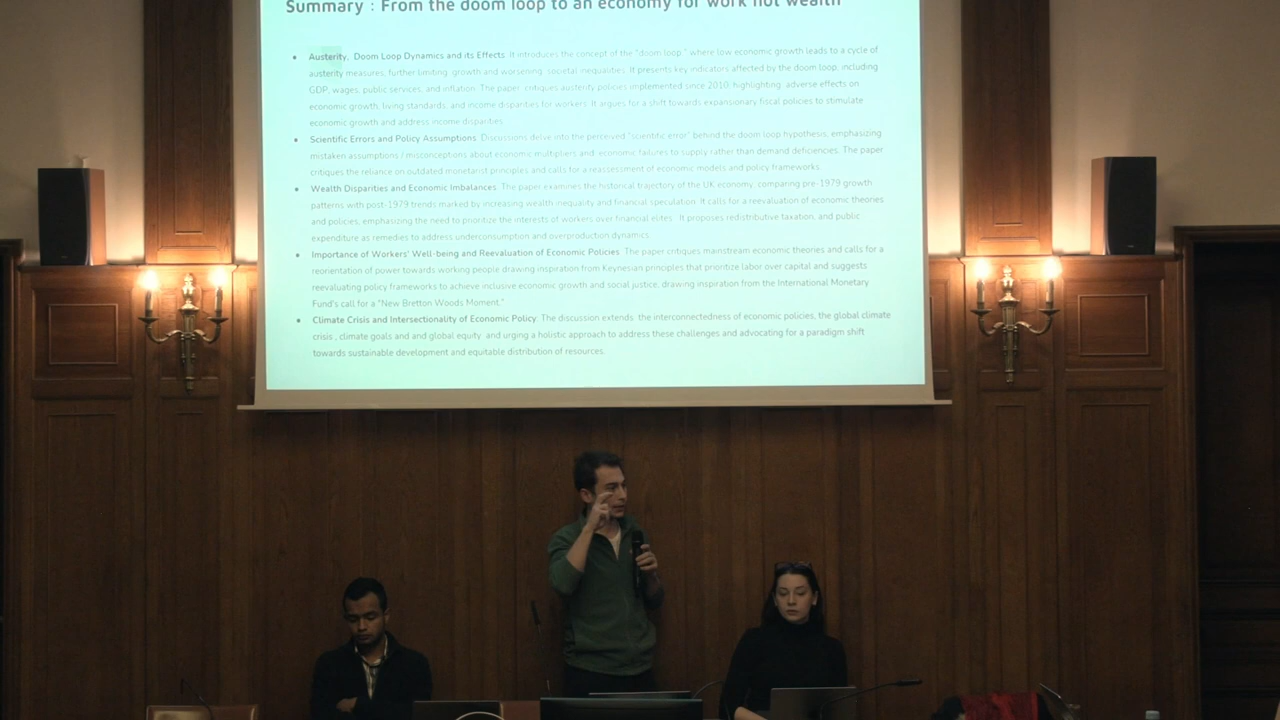 Summary : From the doom loop to an economy for work not wealth
• Austerity, Doom Loop Dynamics and its Effects. It introduces the concept of the "doom loop," where low economic growth leads to a cycle of
austerity measures, further limiting growth and worsening societal inequalities. It presents key indicators affected by the doom loop, including
GDP, wages, public services, and inflation. The paper critiques austerity policies implemented since 2010 highlighting adverse effects on
economic growth, living standards, and income disparities for workers. It argues for a shift towards expansionary fiscal policies to stimulate
economic growth and address income disparities.
• Scientific Errors and Policy Assumptions. Discussions delve into the perceived "scientific error" behind the doom loop hypothesis, emphasizing
mistaken assumptions / misconceptions about economic multipliers and economic failures to supply rather than demand deficiencies. The paper
critiques the reliance on outdated monetarist principles and calls for a reassessment of economic models and policy frameworks
• Wealth Disparities and Economic Imbalances. The paper examines the historical trajectory of the UK economy, comparing pre-1979 growth
patterns with post-1979 trends marked by increasing wealth inequality and financial speculation. It calls for a reevaluation of economic theories
and policies, emphasizing the need to prioritize the interests of workers over financial elites. It proposes redistributive taxation, and public
expenditure as remedies to address underconsumption and overproduction dynamics.
• Importance of Workers' Well-being and Reevaluation of Economic Policies. The paper critiques mainstream economic theories and calls for a
reorientation of power towards working people drawing inspiration from Keynesian principles that prioritize labor over capital and suggests
reevaluating policy frameworks to achieve inclusive economic growth and social justice, drawing inspiration from the International Monetary
Fund's call for a "New Bretton Woods Moment."
• Climate Crisis and Intersectionality of Economic Policy. The discussion extends the interconnectedness of economic policies, the global climate
crisis , climate goals and and global equity and urging a holistic approach to address these challenges and advocating for a paradigm shift
towards sustainable development and equitable distribution of resources.